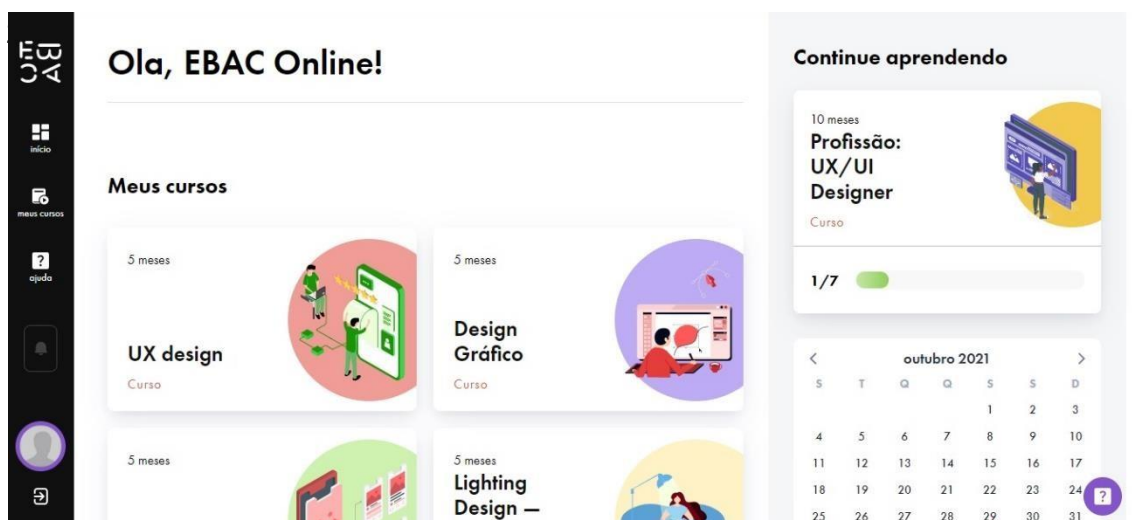 EBAC
início
meus cursos
ajuda
Ola, EBAC Online!
Meus cursos
5 meses
UX design
Curso
5 meses
Design
Gráfico
Curso
5 meses
5 meses
Lighting
Design —
Continue aprendendo
10 meses
Profissão:
UX/UI
Designer
Curso
1/7
outubro 2021
S T Q Q S S D
1 2 3
4 5 6 7 8 9 10
11 12 13 14 15 16 17
18 19 20 21 22 23 24
25 26 27 28 29 30 31